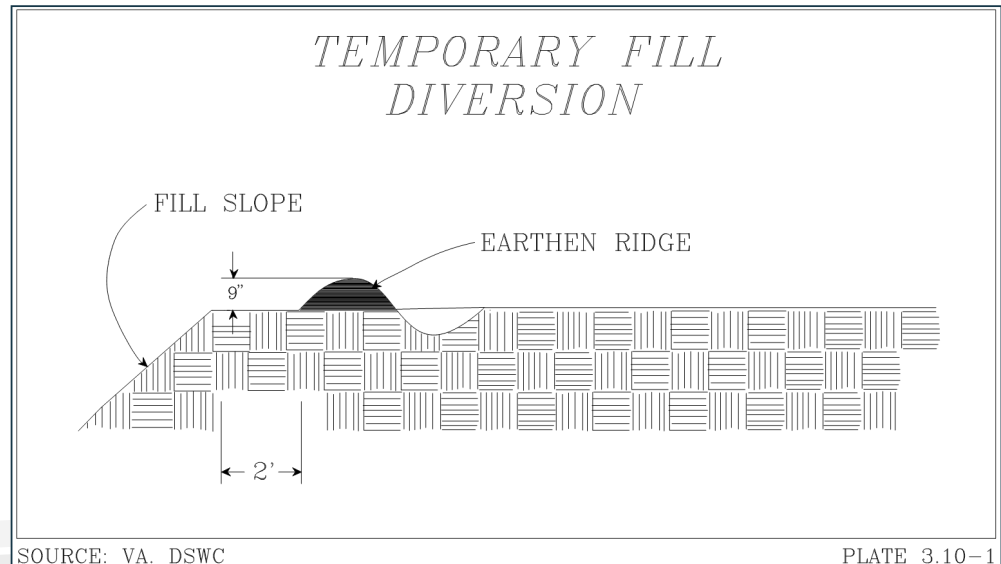 TEMPORARY FILL
DIVERSION
FILL SLOPE
EARTHEN RIDGE
9"
2'
SOURCE: VA. DSWC
PLATE 3.10-1